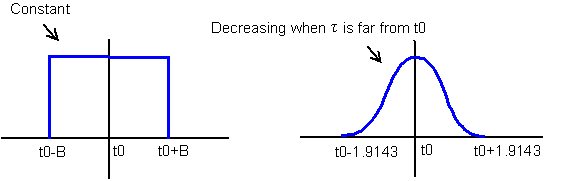 Constant
Decreasing when τ is far from t0
t0-B t0 t0+B
t0-1.9143 t0 t0+1.9143